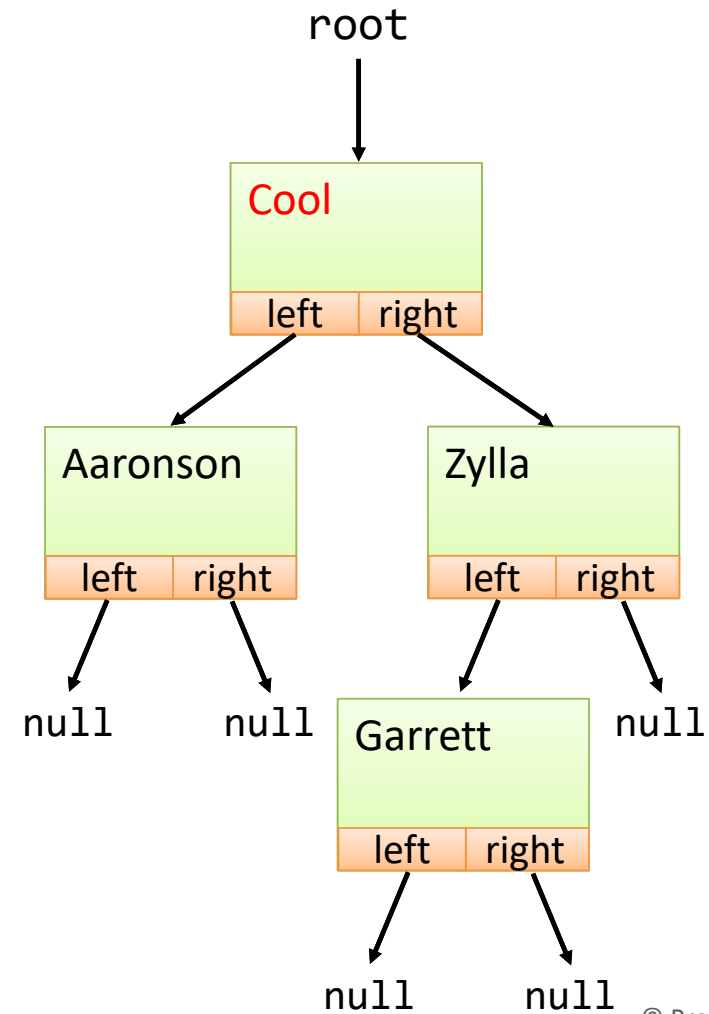 root
Cool
left right
Aaronson Zylla
left right left right
null null Garrett null
left right
null null ©